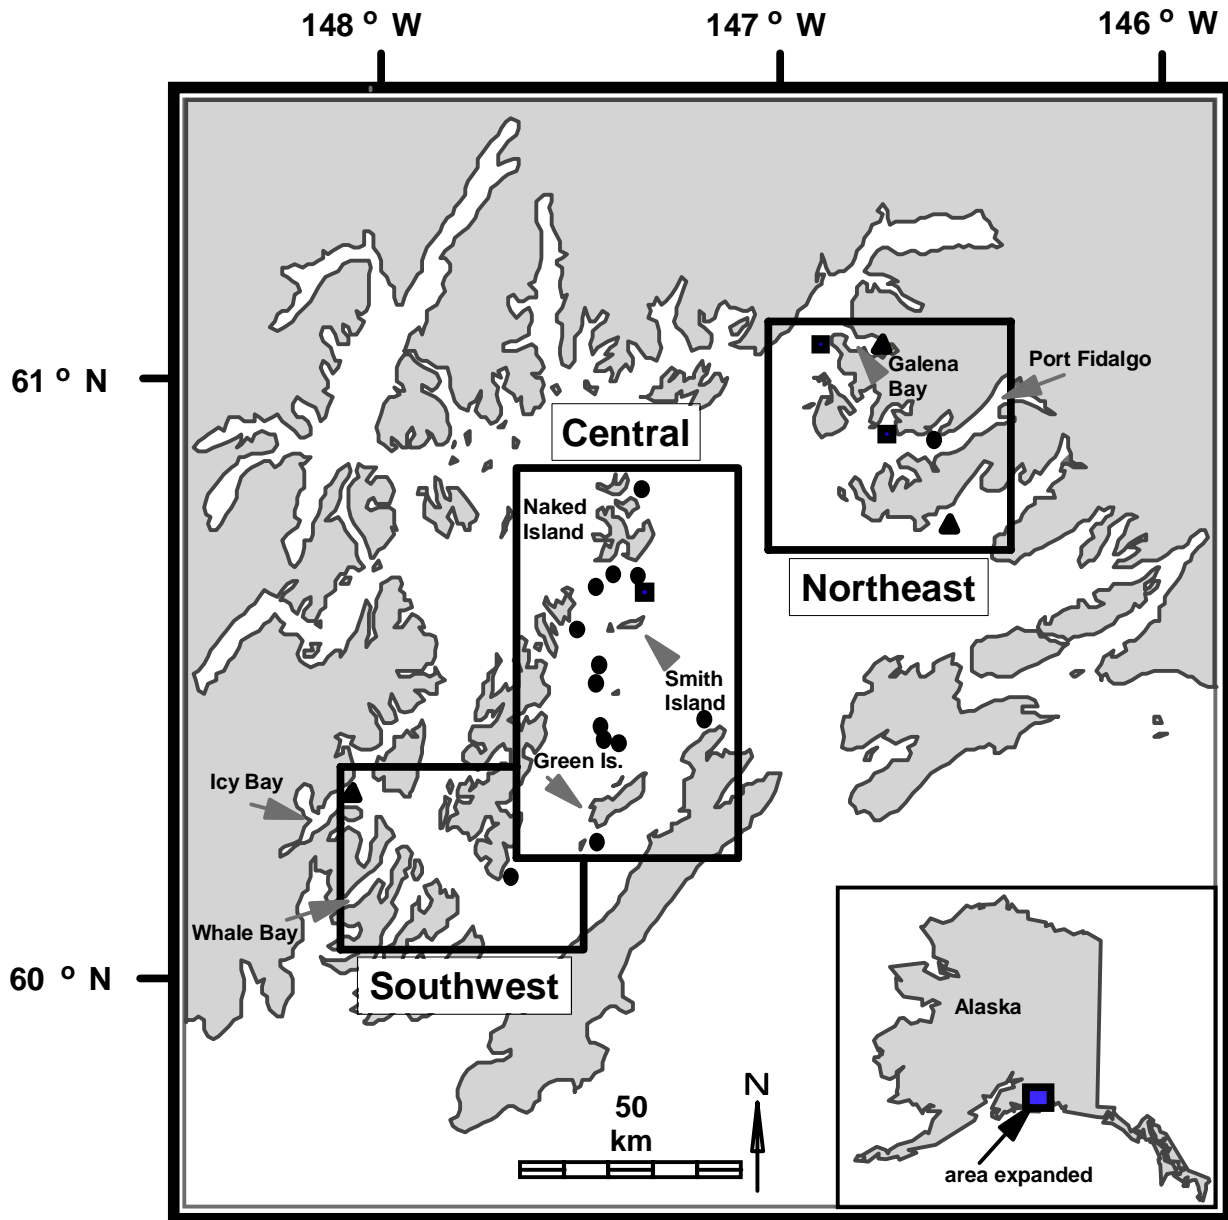 148 o W
147 o W
146 o W
61 o N
60 o N
Galena
Bay
Port Fidalgo
Central
Naked
Island
Northeast
Smith
Island
Green Is.
Icy Bay
Whale Bay
Southwest
Alaska
area expanded
N
50
km